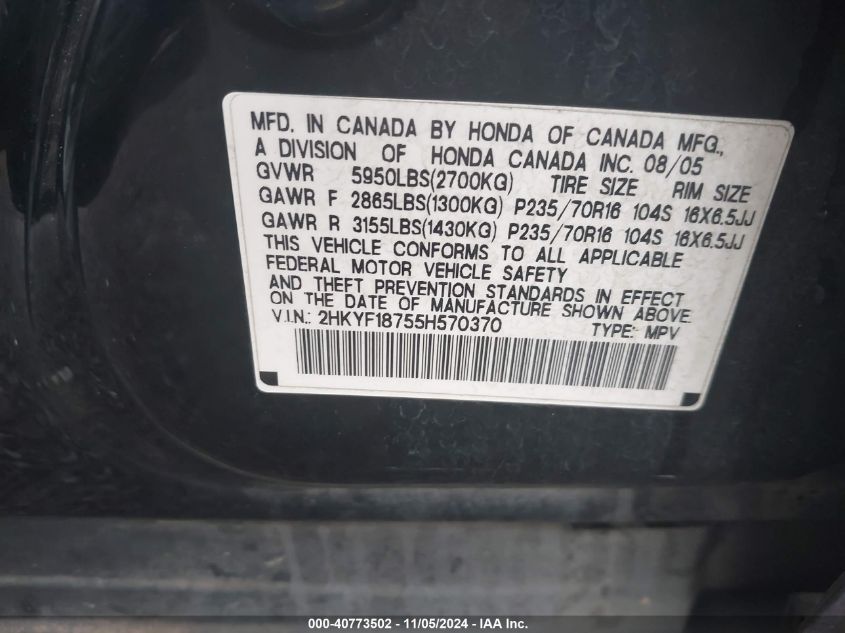 MFD. IN CANADA BY HONDA OF CANADA MFG.,
A DIVISION OF HONDA CANADA INC. 08/05
GVWR 5950LBS(2700KG) TIRE SIZE RIM SIZE
GAWR F 2865LBS(1300KG) P235/70R16 104S 16X6.5JJ
GAWR R 3155LBS(1430KG) P235/70R16 104S 16X6.5JJ
THIS VEHICLE CONFORMS TO ALL APPLICABLE
FEDERAL MOTOR VEHICLE SAFETY
AND THEFT PREVENTION STANDARDS IN EFFECT
ON THE DATE OF MANUFACTURE SHOWN ABOVE.
V.I.N.: 2HKYF18755H570370 TYPE: MPV
000-40773502 - 11/05/2024 - IAA Inc.